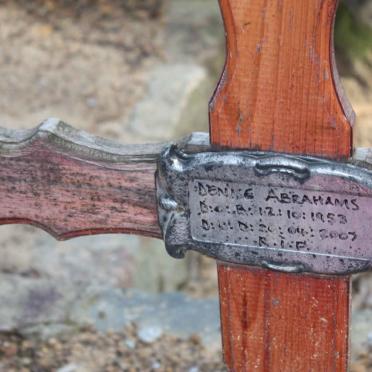 DENISE ABRAHAMS
D.O.B: 12:10:1953
D.O.D: 20:04:2007
R.I.P